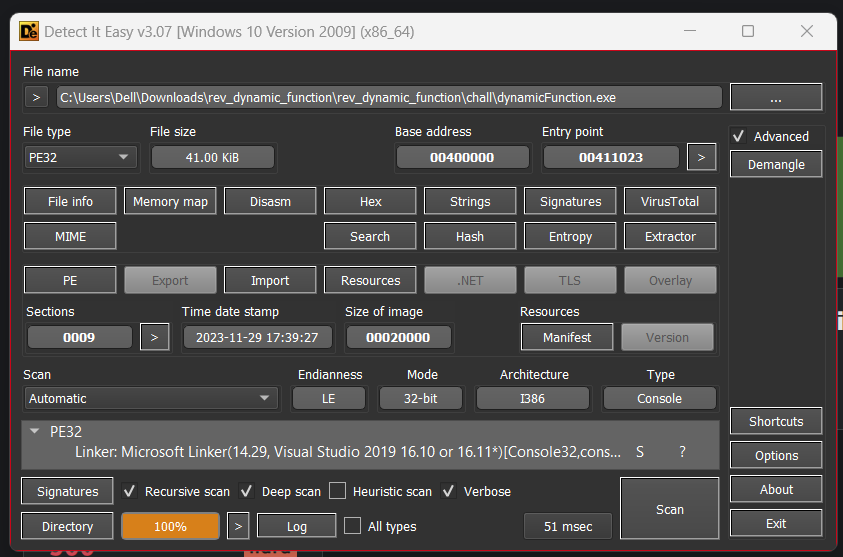 Detect It Easy v3.07 [Windows 10 Version 2009] (x86_64)
File name
> C:\Users\Dell\Downloads\rev_dynamic_function\rev_dynamic_function\chall\dynamicFunction.exe ...
File type File size Base address Entry point Advanced
PE32 41.00 KiB 00400000 00411023 > Demangle
File info Memory map Disasm Hex Strings Signatures VirusTotal
MIME Search Hash Entropy Extractor
PE Export Import Resources .NET TLS Overlay
Sections Time date stamp Size of image Resources
0009 > 2023-11-29 17:39:27 00020000 Manifest Version
Scan Endianness Mode Architecture Type
Automatic LE 32-bit I386 Console
Shortcuts
PE32
Linker: Microsoft Linker(14.29, Visual Studio 2019 16.10 or 16.11*)[Console32,cons... S ?
Options
Signatures Recursive scan Deep scan Heuristic scan Verbose Scan About
Directory 100% > Log All types 51 msec Exit